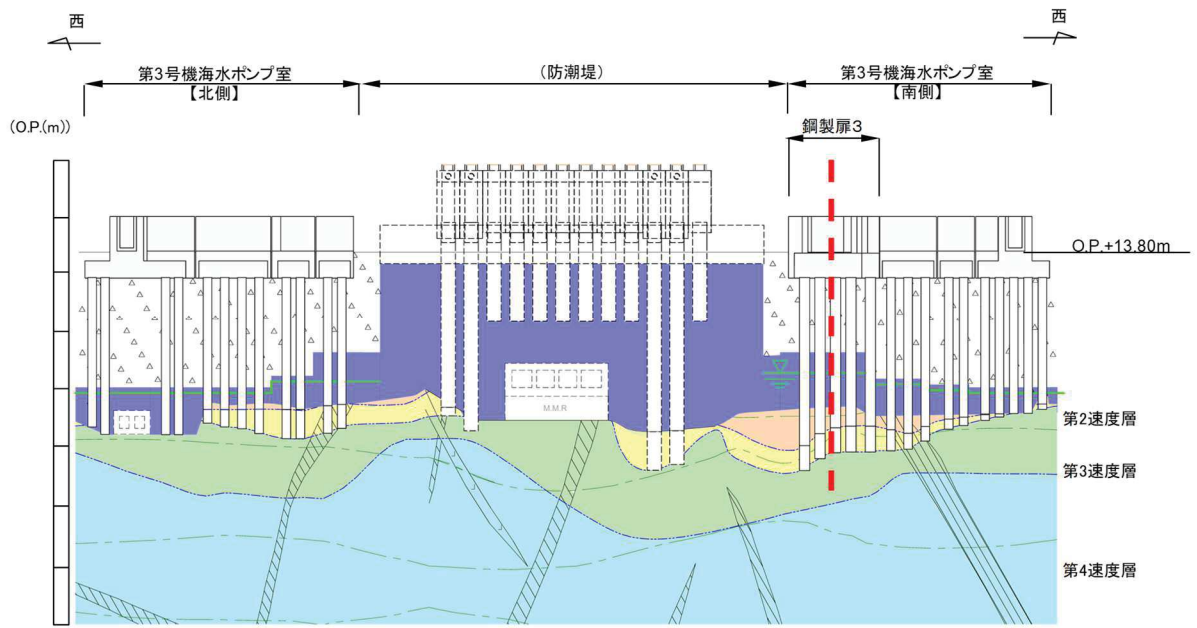 西
西
第3号機海水ポンプ室
【北側】
(防潮堤)
第3号機海水ポンプ室
【南側】
(O.P.(m))
鋼製扉3
O.P.+13.80m
M.M.R
第2速度層
第3速度層
第4速度層